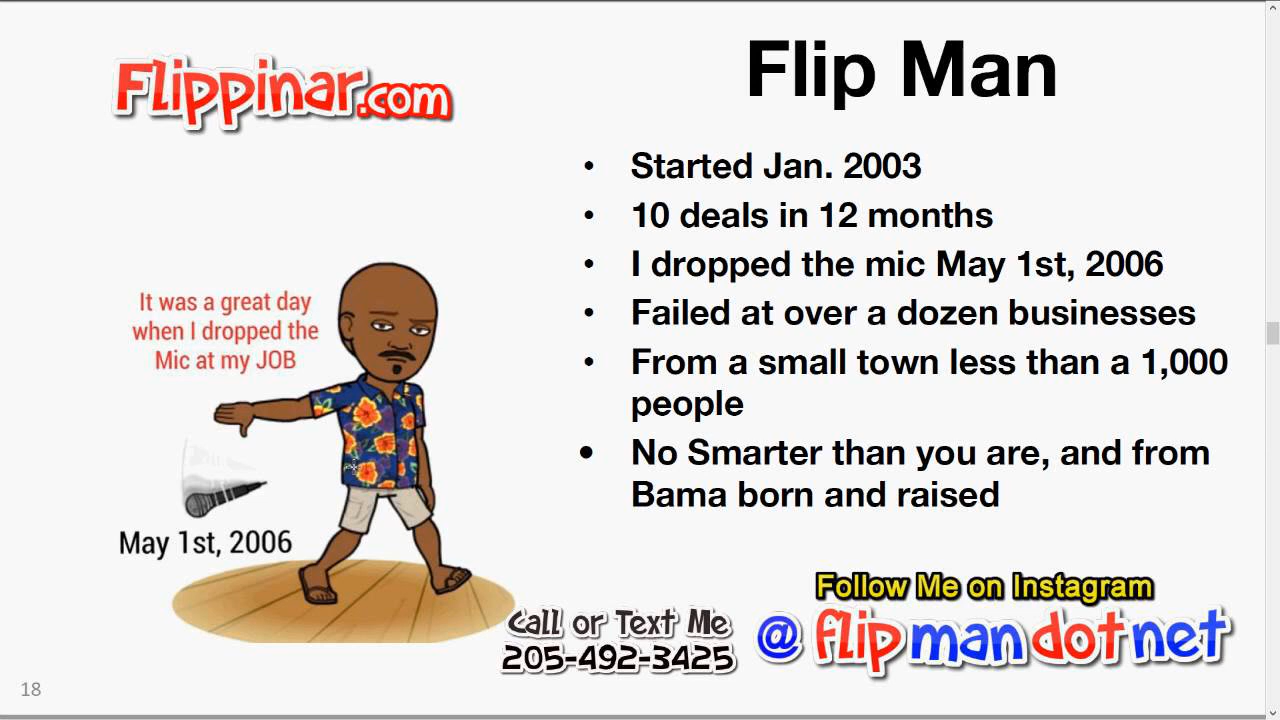 Flippinar.com
Flip Man
• Started Jan. 2003
• 10 deals in 12 months
• I dropped the mic May 1st, 2006
• Failed at over a dozen businesses
• From a small town less than a 1,000
people
• No Smarter than you are, and from
Bama born and raised
It was a great day
when I dropped the
Mic at my JOB
May 1st, 2006
Call or Text Me
205-492-3425
Follow Me on Instagram
@ flipmandotnet
18